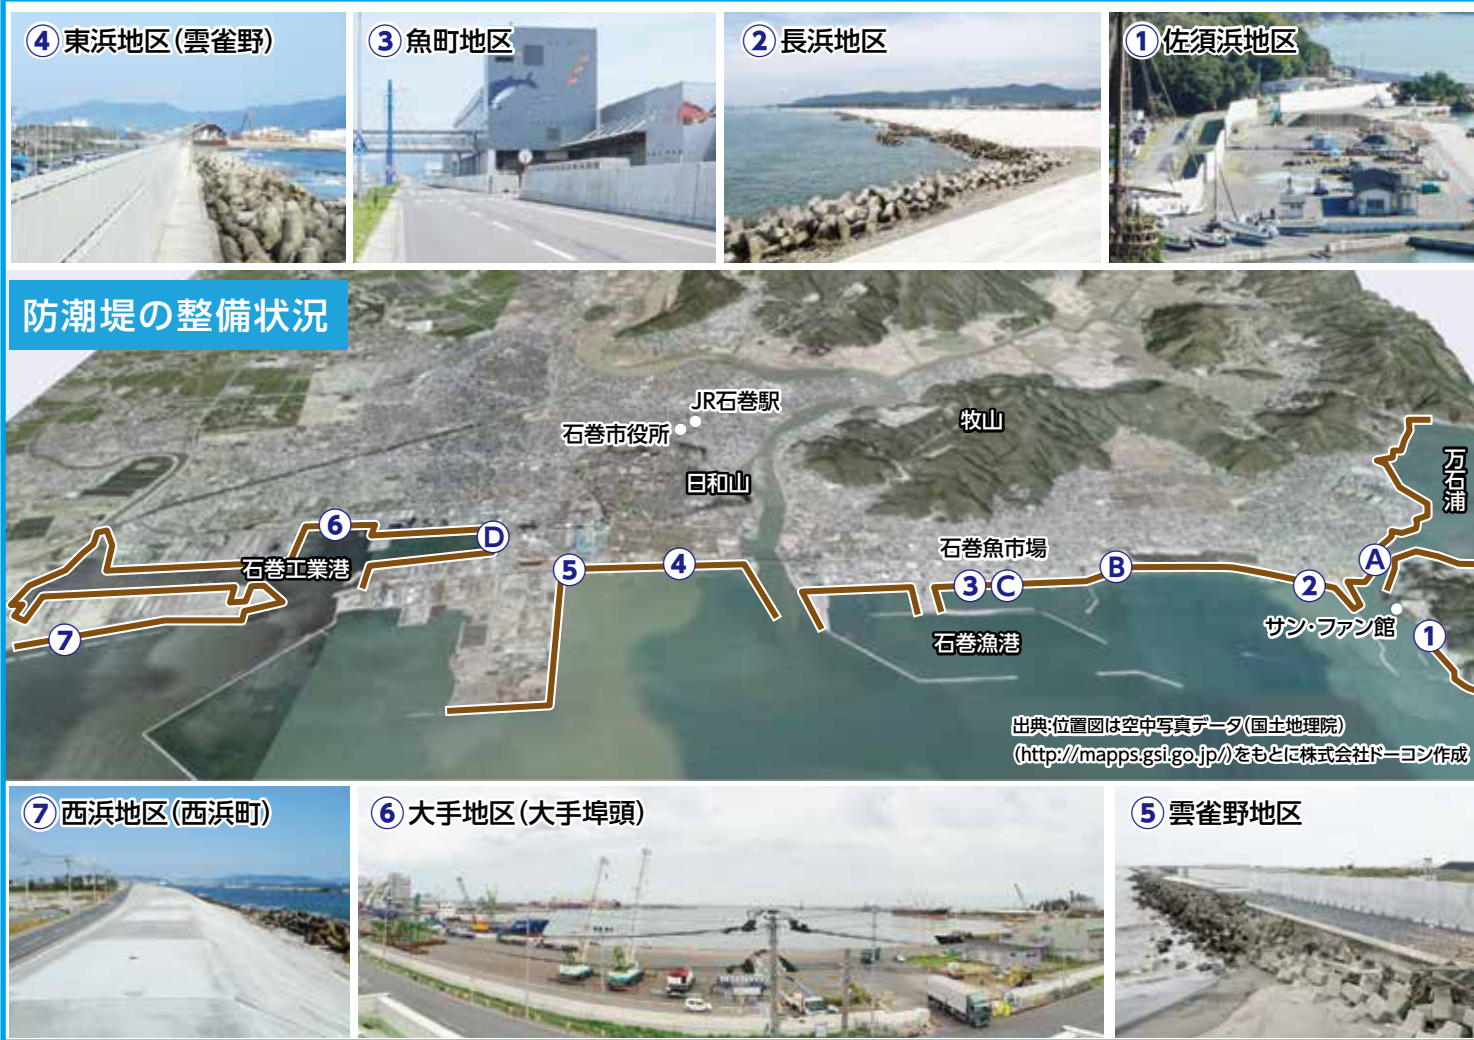 ④東浜地区(雲雀野)
③魚町地区
②長浜地区
①佐須浜地区
防潮堤の整備状況
JR石巻駅
石巻市役所
牧山
日和山
万石浦
6
D
石巻工業港
5
4
石巻魚市場
3
C
B
2
A
サン・ファン館
1
7
石巻漁港
出典:位置図は空中写真データ(国土地理院)
(http://mapps.gsi.go.jp/)をもとに株式会社ドーコン作成
⑦西浜地区(西浜町)
⑥大手地区(大手埠頭)
⑤雲雀野地区